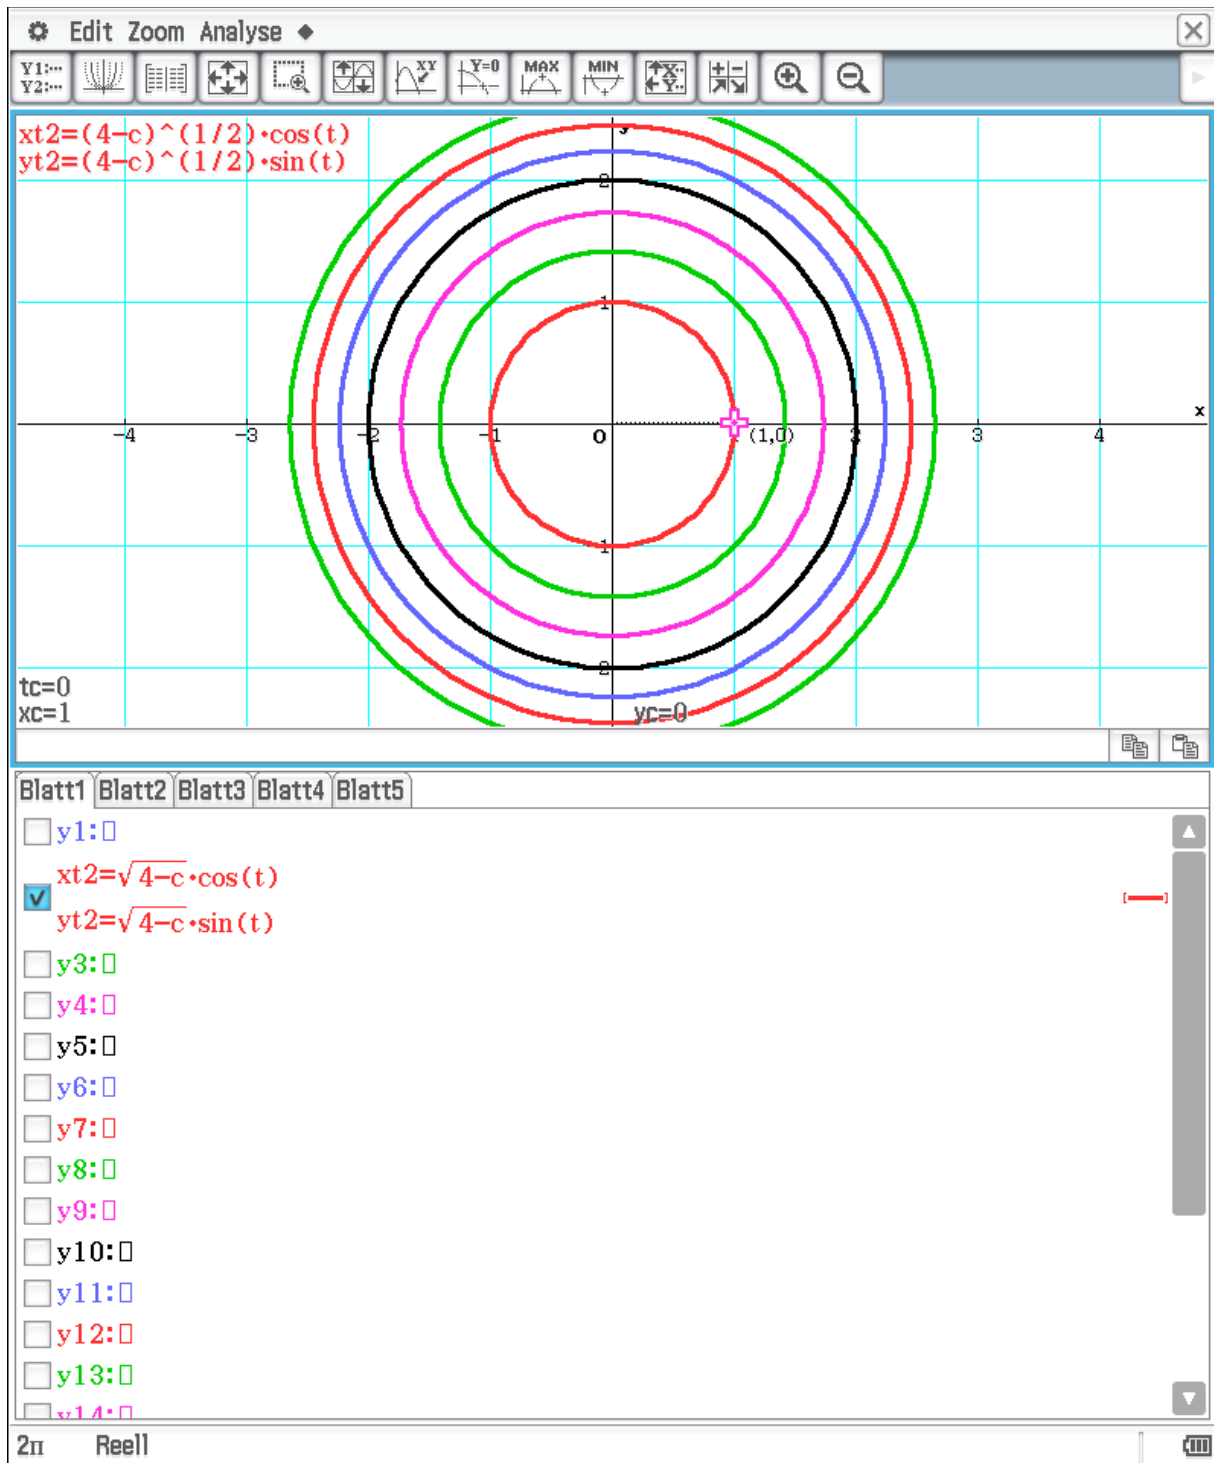 Edit Zoom Analyse
Y1:···
Y2:···
XY
Y=0
MAX
MIN
X··
Y··
xt2=(4−c)^(1/2)·cos(t)
yt2=(4−c)^(1/2)·sin(t)
y
2
1
x
−4 −3 −2 −1 0 (1,0) 2 3 4
−1
−2
tc=0
xc=1 yc=0
Blatt1 Blatt2 Blatt3 Blatt4 Blatt5
y1:▯
xt2=√4−c·cos(t)
yt2=√4−c·sin(t)
y3:▯
y4:▯
y5:▯
y6:▯
y7:▯
y8:▯
y9:▯
y10:▯
y11:▯
y12:▯
y13:▯
y14:▯
2π Reell